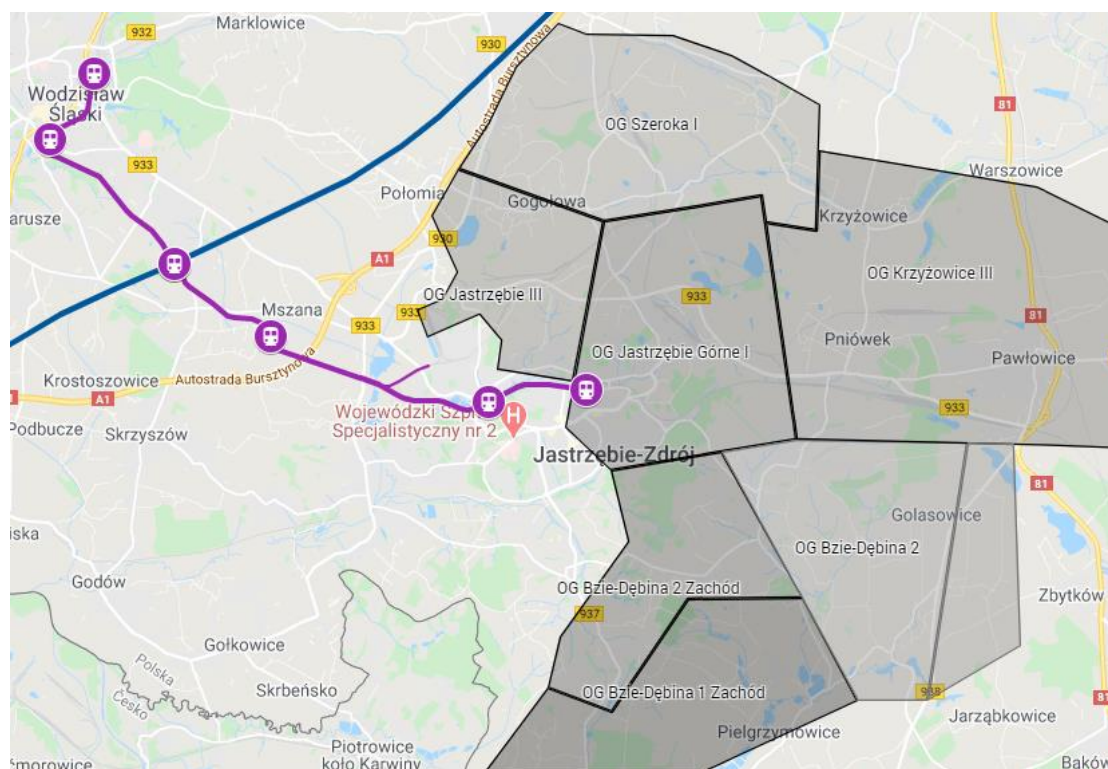 Marklowice
932
930
Autostrada Bursztynowa
Wodzisław
Śląski
81
OG Szeroka I
933
Warszowice
Połomia
Gogołowa
Krzyżowice
arusze
930
A1
OG Krzyżowice III
OG Jastrzębie III
933
Mszana
933
933
81
Pniówek
OG Jastrzębie Górne I
Pawłowice
Krostoszowice
Autostrada Bursztynowa
A1
933
Wojewódzki Szpi
Specjalistyczny nr 2
H
Podbucze
Skrzyszów
Jastrzębie-Zdrój
81
Golasowice
iska
OG Bzie-Dębina 2
Godów
OG Bzie-Dębina 2 Zachód
Zbytków
937
Gołkowice
Polska
Česko
Skrbeńsko
OG Bzie-Dębina 1 Zachód
938
81
Jarząbkowice
Pielgrzymowice
Piotrowice
koło Karwiny
morowice
Baków